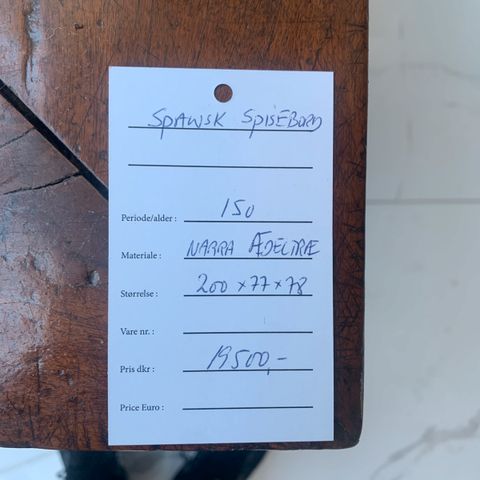 SPANSK SPISEBORD
Periode/alder : 150
Materiale : NARRA ÆDELTRÆ
Størrelse : 200 x 77 x 78
Vare nr. :
Pris dkr : 19500,-
Price Euro :